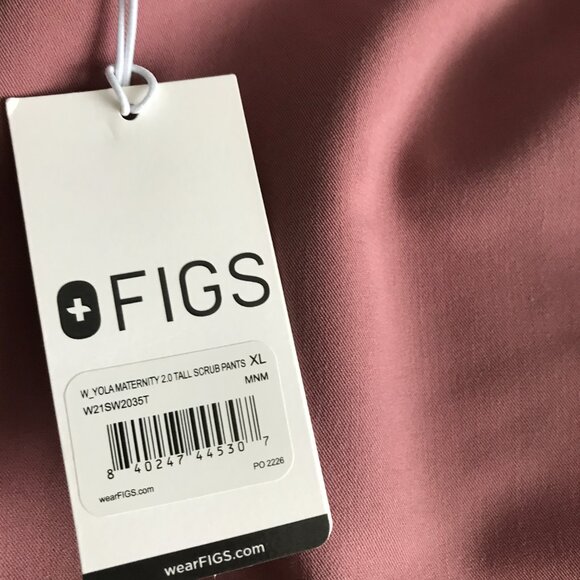 FIGS
W_YOLA MATERNITY 2.0 TALL SCRUB PANTS XL
W21SW2035T MNM
8 40247 44530 7
PO 2226
wearFIGS.com
wearFIGS.com